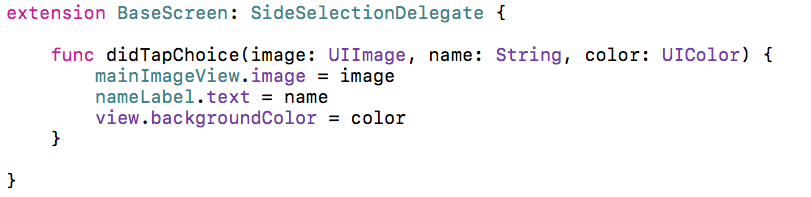 extension BaseScreen: SideSelectionDelegate {
func didTapChoice(image: UIImage, name: String, color: UIColor) {
mainImageView.image = image
nameLabel.text = name
view.backgroundColor = color
}
}